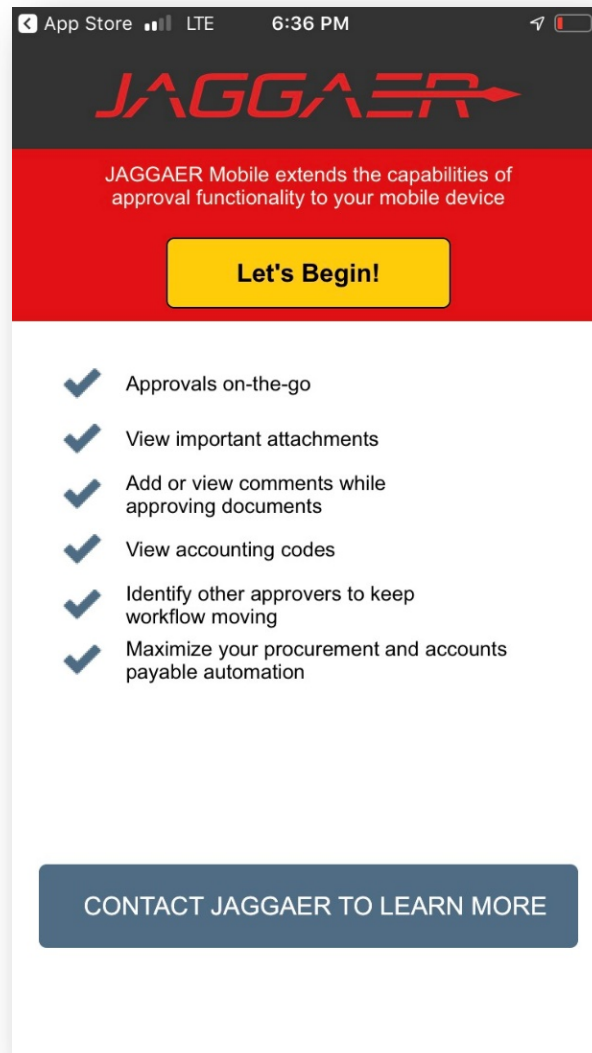 App Store LTE 6:36 PM
JAGGAER
JAGGAER Mobile extends the capabilities of
approval functionality to your mobile device
Let's Begin!
Approvals on-the-go
View important attachments
Add or view comments while
approving documents
View accounting codes
Identify other approvers to keep
workflow moving
Maximize your procurement and accounts
payable automation
CONTACT JAGGAER TO LEARN MORE